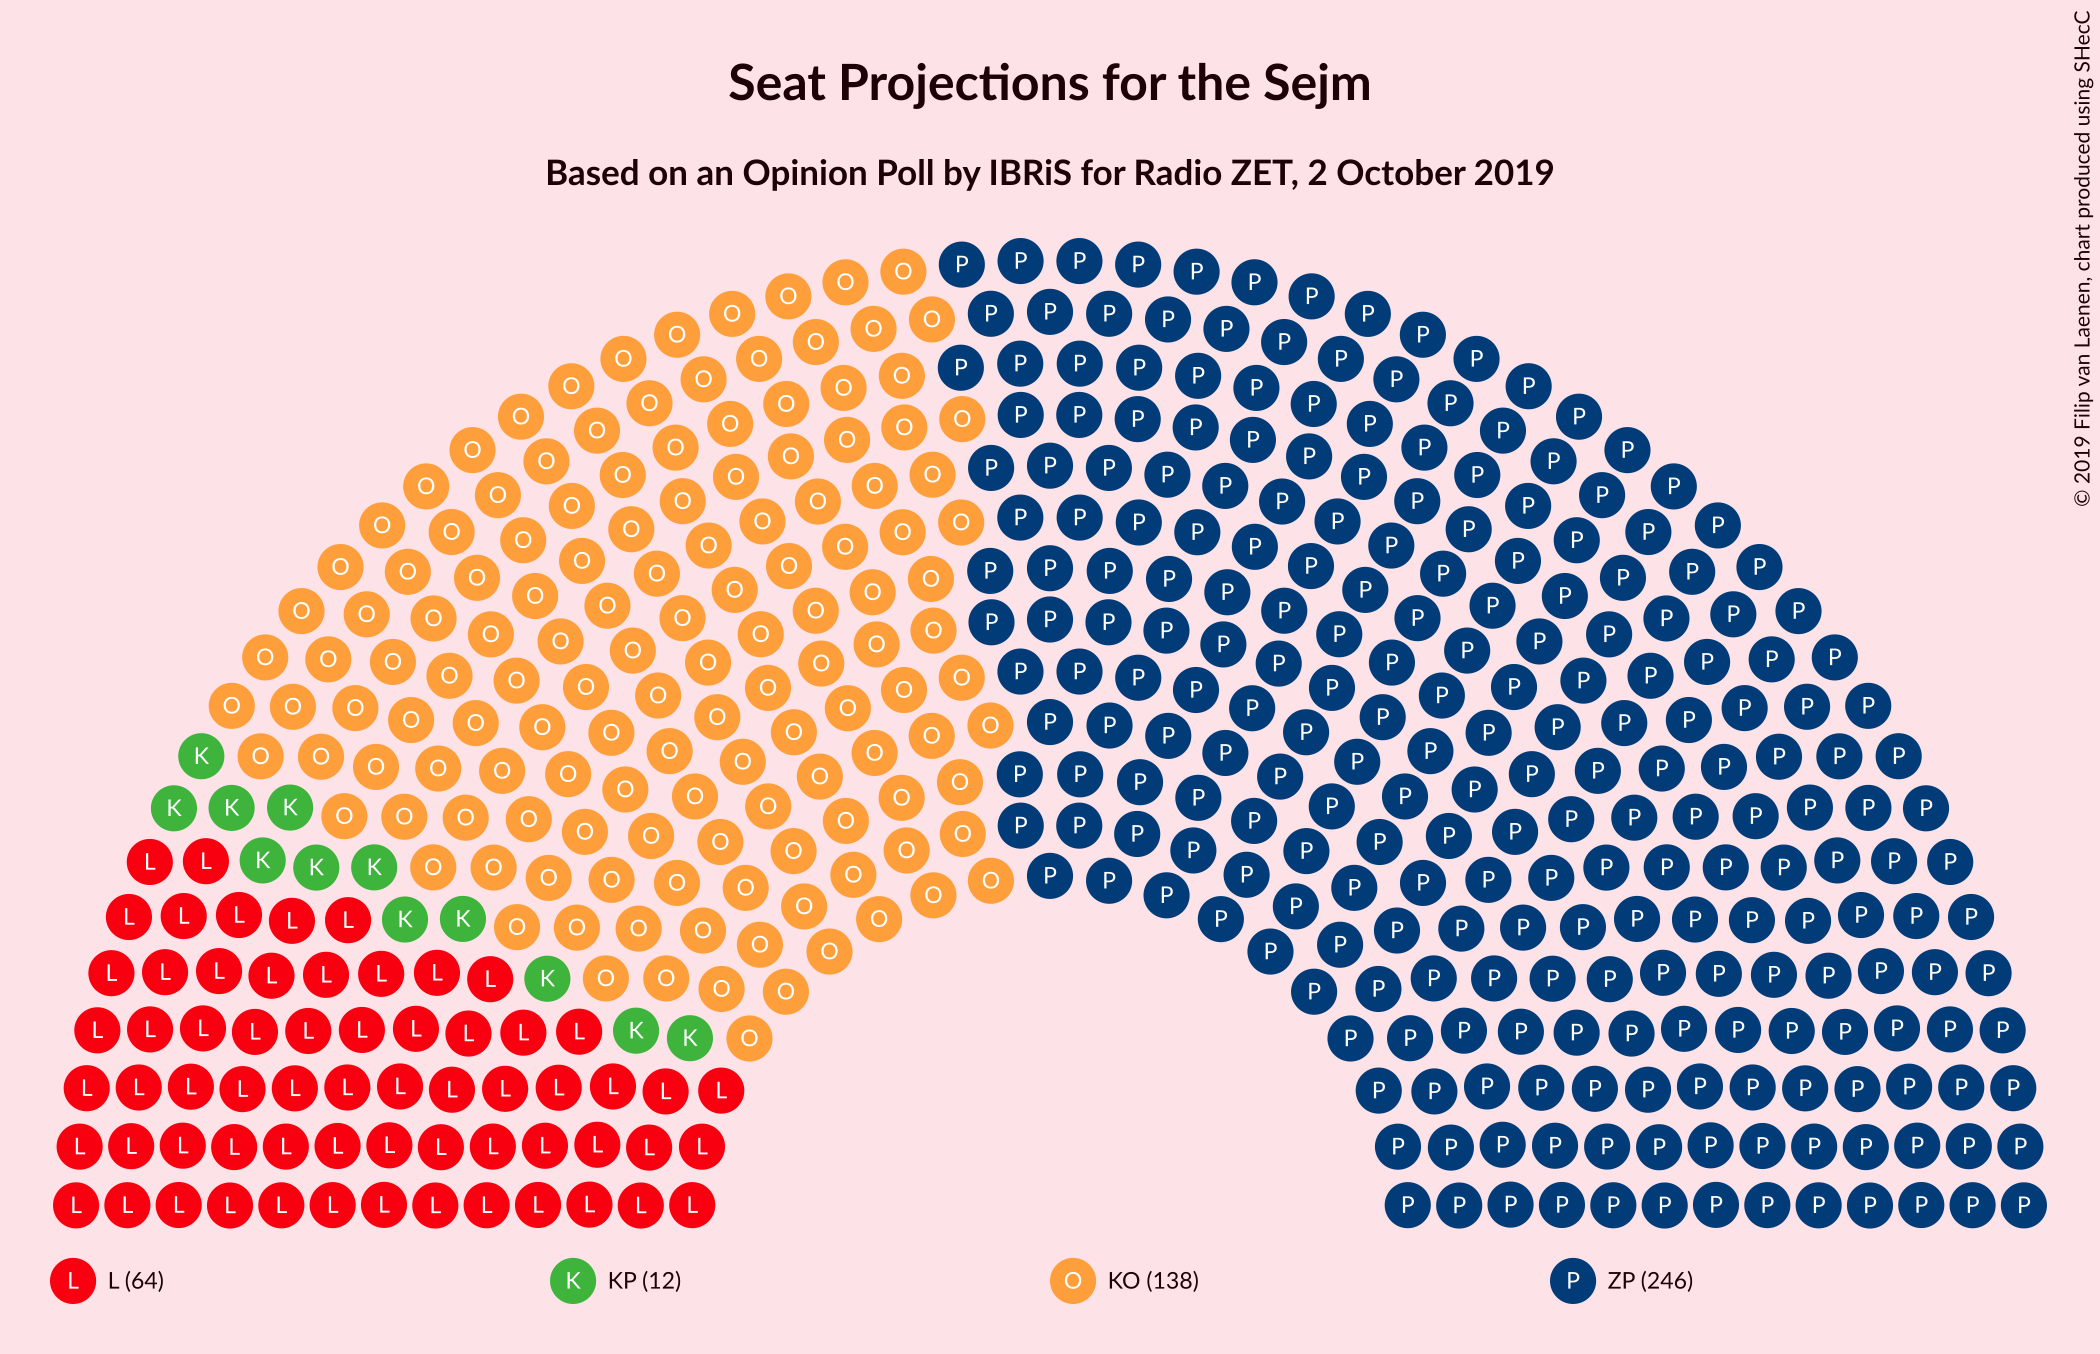 Seat Projections for the Sejm
Based on an Opinion Poll by IBRiS for Radio ZET, 2 October 2019
© 2019 Filip van Laenen, chart produced using SHecC
L L (64)
K KP (12)
O KO (138)
P ZP (246)